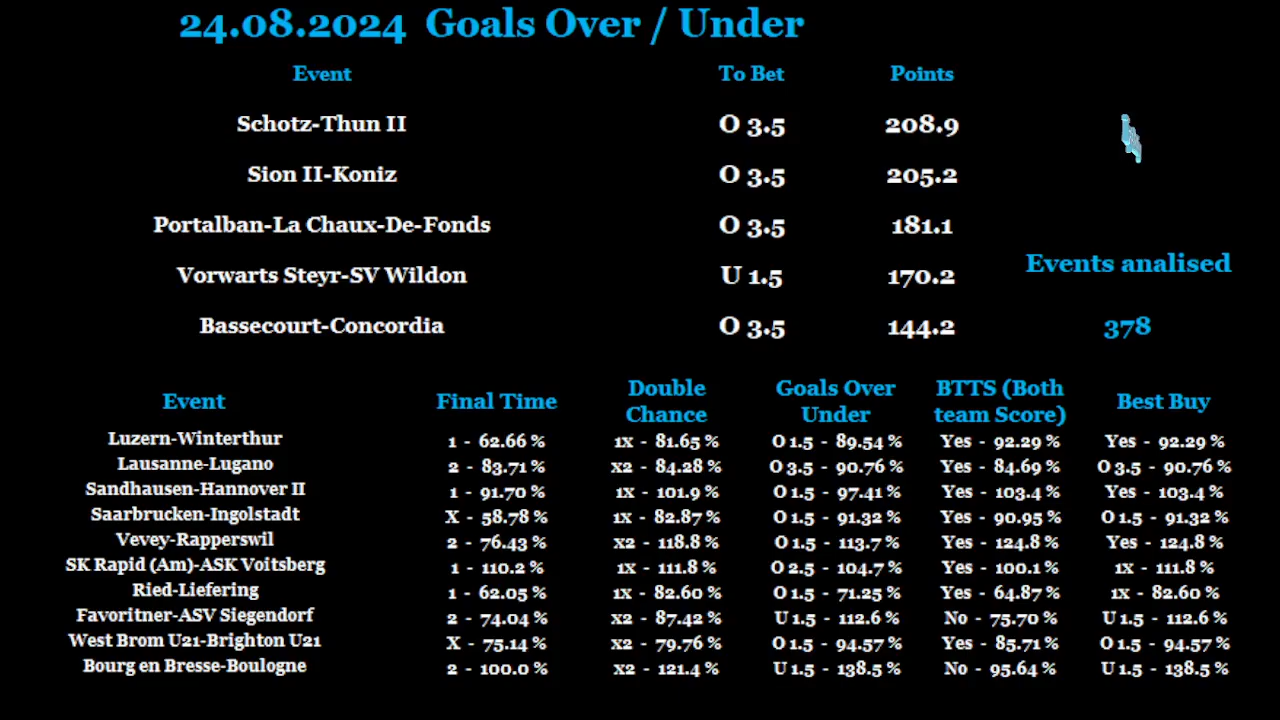 24.08.2024 Goals Over / Under
Event To Bet Points
Schotz-Thun II O 3.5 208.9
Sion II-Koniz O 3.5 205.2
Portalban-La Chaux-De-Fonds O 3.5 181.1
Vorwarts Steyr-SV Wildon U 1.5 170.2
Events analised
Bassecourt-Concordia O 3.5 144.2
378
Event Final Time Double Chance Goals Over Under BTTS (Both team Score) Best Buy
Luzern-Winterthur 1 - 62.66 % 1x - 81.65 % O 1.5 - 89.54 % Yes - 92.29 % Yes - 92.29 %
Lausanne-Lugano 2 - 83.71 % x2 - 84.28 % O 3.5 - 90.76 % Yes - 84.69 % O 3.5 - 90.76 %
Sandhausen-Hannover II 1 - 91.70 % 1x - 101.9 % O 1.5 - 97.41 % Yes - 103.4 % Yes - 103.4 %
Saarbrucken-Ingolstadt X - 58.78 % 1x - 82.87 % O 1.5 - 91.32 % Yes - 90.95 % O 1.5 - 91.32 %
Vevey-Rapperswil 2 - 76.43 % x2 - 118.8 % O 1.5 - 113.7 % Yes - 124.8 % Yes - 124.8 %
SK Rapid (Am)-ASK Voitsberg 1 - 110.2 % 1x - 111.8 % O 2.5 - 104.7 % Yes - 100.1 % 1x - 111.8 %
Ried-Liefering 1 - 62.05 % 1x - 82.60 % O 1.5 - 71.25 % Yes - 64.87 % 1x - 82.60 %
Favoritner-ASV Siegendorf 2 - 74.04 % x2 - 87.42 % U 1.5 - 112.6 % No - 75.70 % U 1.5 - 112.6 %
West Brom U21-Brighton U21 X - 75.14 % x2 - 79.76 % O 1.5 - 94.57 % Yes - 85.71 % O 1.5 - 94.57 %
Bourg en Bresse-Boulogne 2 - 100.0 % x2 - 121.4 % U 1.5 - 138.5 % No - 95.64 % U 1.5 - 138.5 %